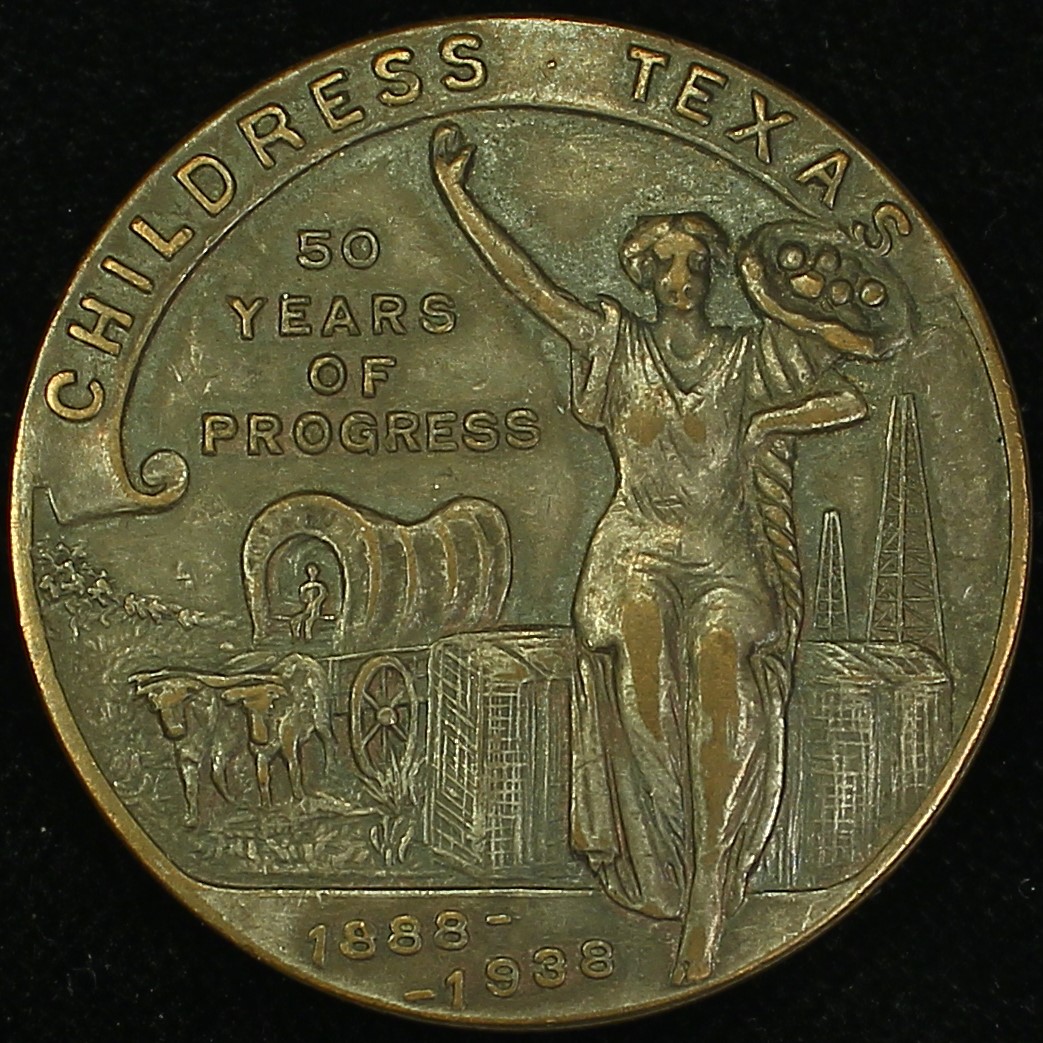 CHILDRESS · TEXAS
50
YEARS
OF
PROGRESS
1888-
-1938